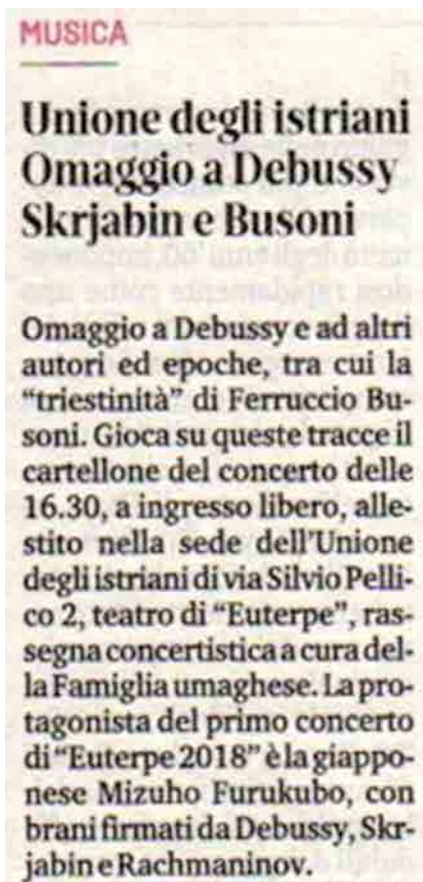 MUSICA
Unione degli istriani
Omaggio a Debussy
Skrjabin e Busoni
Omaggio a Debussy e ad altri
autori ed epoche, tra cui la
"triestinità" di Ferruccio Bu-
soni. Gioca su queste tracce il
cartellone del concerto delle
16.30, a ingresso libero, alle-
stito nella sede dell'Unione
degli istriani di via Silvio Pelli-
co 2, teatro di "Euterpe", ras-
segna concertistica a cura del-
la Famiglia umaghese. La pro-
tagonista del primo concerto
di "Euterpe 2018" è la giappo-
nese Mizuho Furukubo, con
brani firmati da Debussy, Skr-
jabin e Rachmaninov.